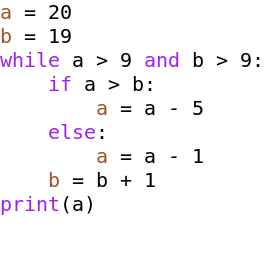 a = 20
b = 19
while a > 9 and b > 9:
    if a > b:
        a = a - 5
    else:
        a = a - 1
    b = b + 1
print(a)